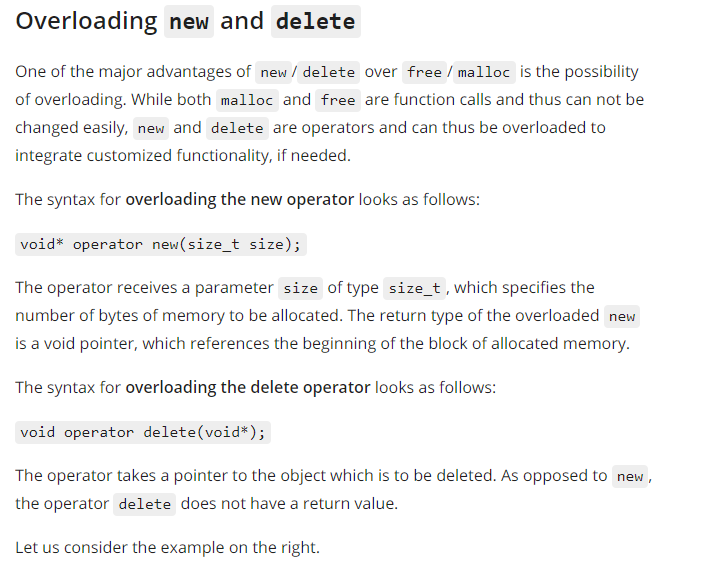 Overloading new and delete
One of the major advantages of new / delete over free / malloc is the possibility
of overloading. While both malloc and free are function calls and thus can not be
changed easily, new and delete are operators and can thus be overloaded to
integrate customized functionality, if needed.
The syntax for overloading the new operator looks as follows:
void* operator new(size_t size);
The operator receives a parameter size of type size_t , which specifies the
number of bytes of memory to be allocated. The return type of the overloaded new
is a void pointer, which references the beginning of the block of allocated memory.
The syntax for overloading the delete operator looks as follows:
void operator delete(void*);
The operator takes a pointer to the object which is to be deleted. As opposed to new ,
the operator delete does not have a return value.
Let us consider the example on the right.